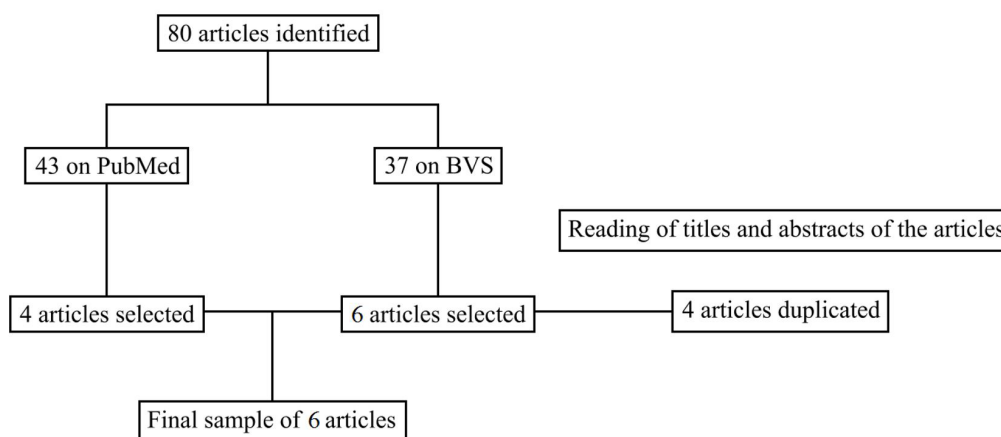 80 articles identified
43 on PubMed
37 on BVS
Reading of titles and abstracts of the articles
4 articles selected
6 articles selected
4 articles duplicated
Final sample of 6 articles